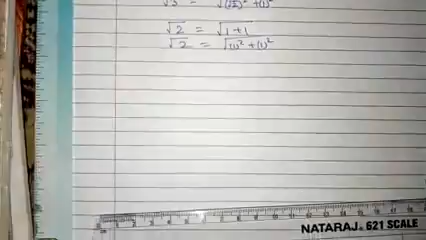 √3 = √(√2)² + (1)²
√2 = √1+1
√2 = √(1)² + (1)²
NATARAJ 621 SCALE